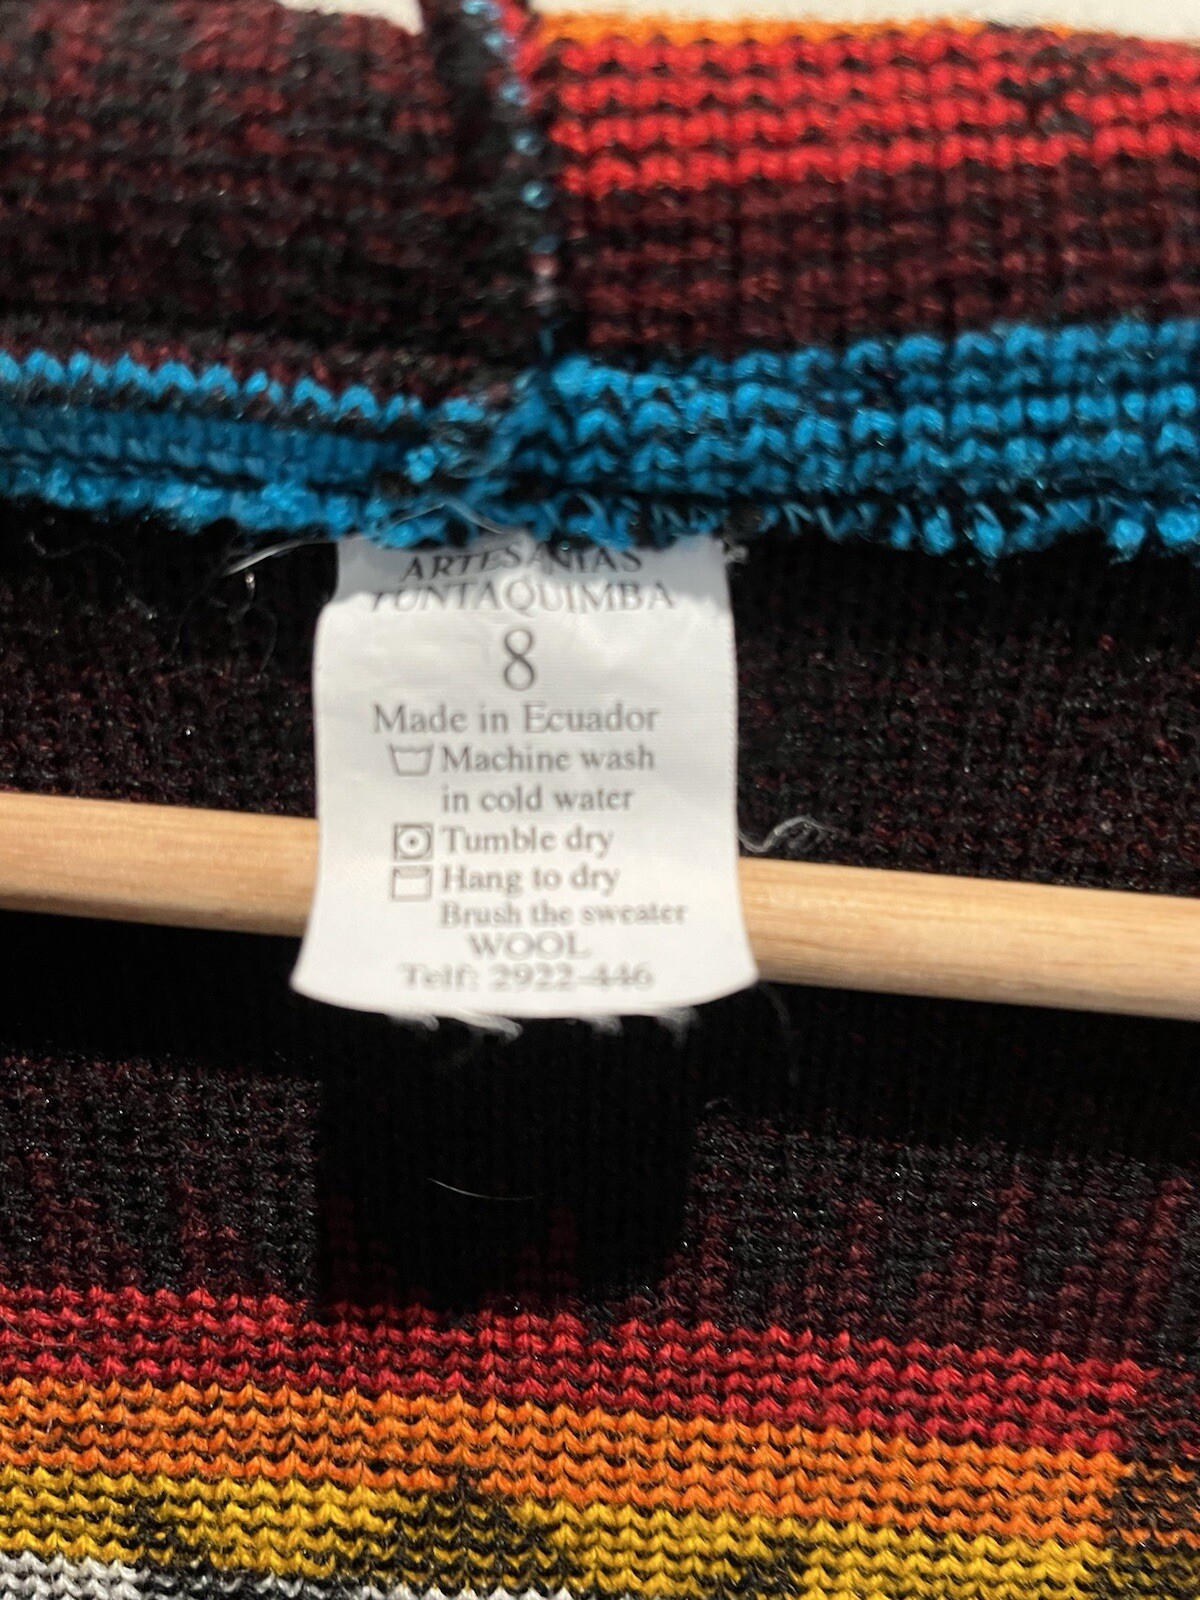 ARTESANIAS
TUNTAQUIMBA
8
Made in Ecuador
Machine wash
in cold water
Tumble dry
Hang to dry
Brush the sweater
WOOL
Telf: 2922-446